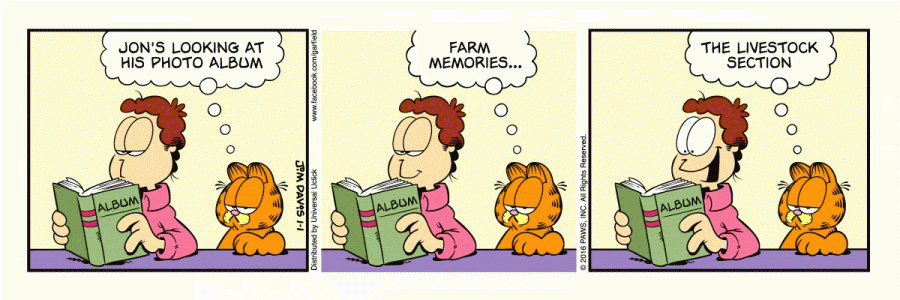 JON'S LOOKING AT
HIS PHOTO ALBUM
ALBUM
JIM DAVIS 1-1
Distributed by Universal Uclick
www.facebook.com/garfield
FARM
MEMORIES...
ALBUM
© 2016 PAWS, INC. All Rights Reserved.
THE LIVESTOCK
SECTION
ALBUM